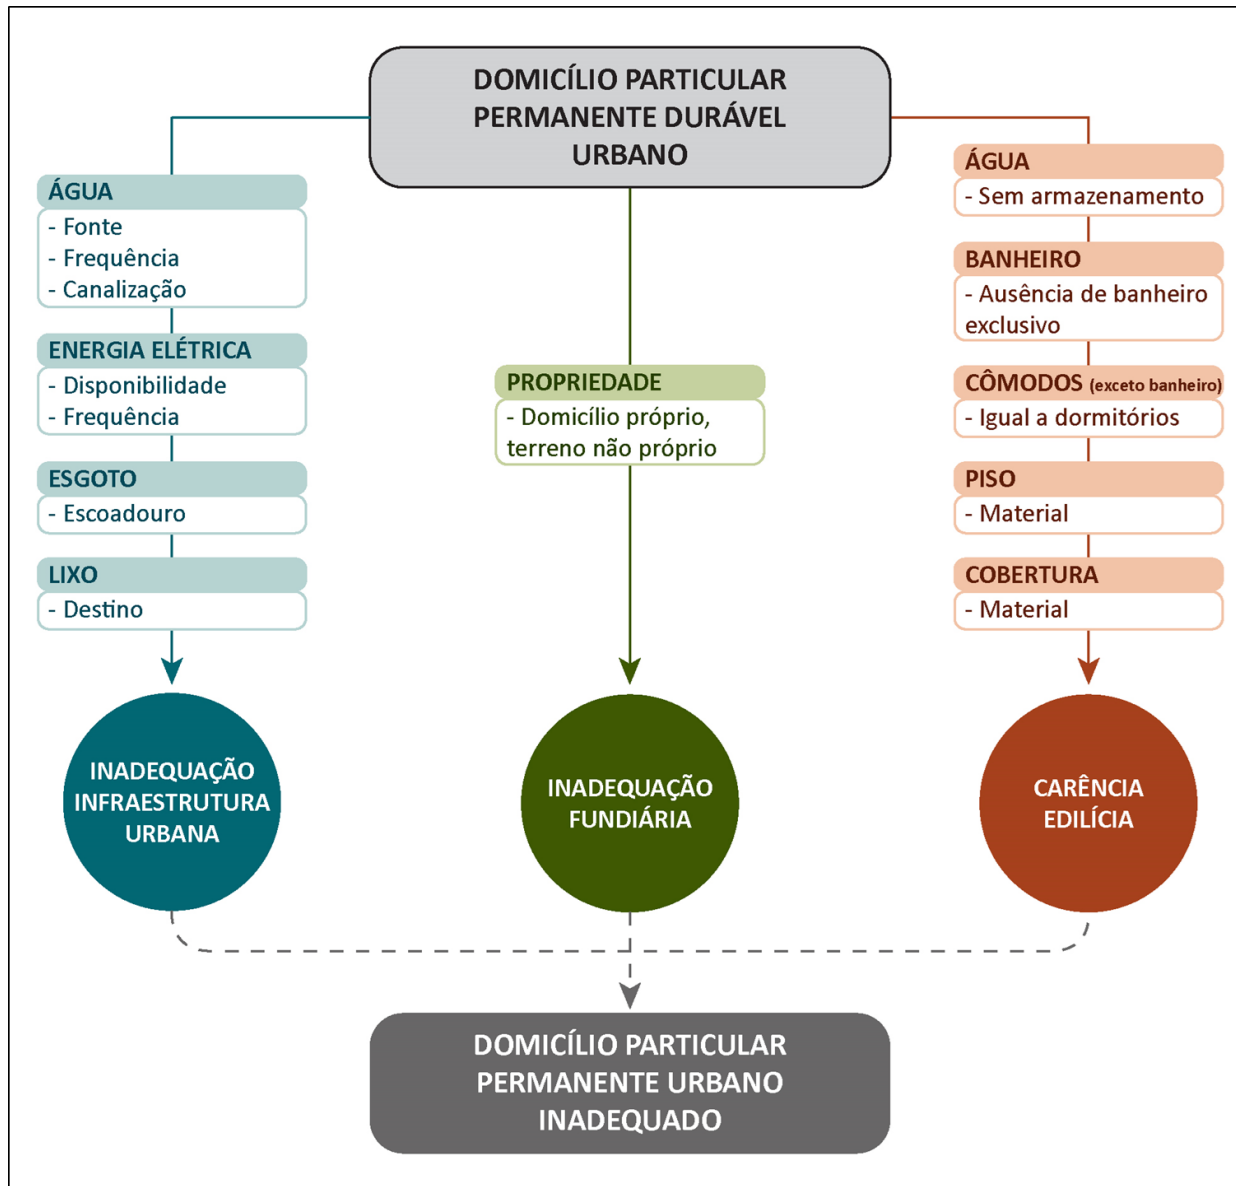 DOMICÍLIO PARTICULAR
PERMANENTE DURÁVEL
URBANO
ÁGUA
- Fonte
- Frequência
- Canalização
ENERGIA ELÉTRICA
- Disponibilidade
- Frequência
ESGOTO
- Escoadouro
LIXO
- Destino
INADEQUAÇÃO
INFRAESTRUTURA
URBANA
PROPRIEDADE
- Domicílio próprio,
terreno não próprio
INADEQUAÇÃO
FUNDIÁRIA
ÁGUA
- Sem armazenamento
BANHEIRO
- Ausência de banheiro
exclusivo
CÔMODOS (exceto banheiro)
- Igual a dormitórios
PISO
- Material
COBERTURA
- Material
CARÊNCIA
EDILÍCIA
DOMICÍLIO PARTICULAR
PERMANENTE URBANO
INADEQUADO